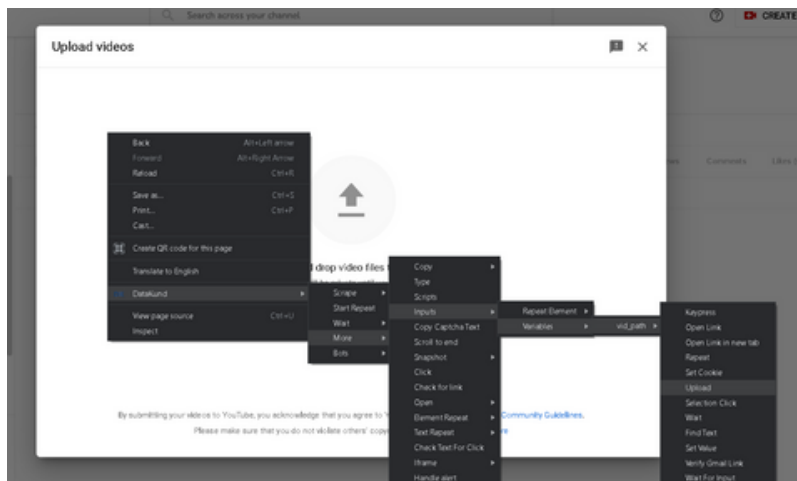 Search across your channel
CREATE
Upload videos
Comments
Likes
Back Alt+Left arrow
Forward Alt+Right Arrow
Reload Ctrl+R
Save as... Ctrl+S
Print... Ctrl+P
Cast...
Create QR code for this page
Translate to English
DataKund
View page source Ctrl+U
Inspect
drop video files
Scrape
Start Repeat
Wait
More
Bots
Copy
Type
Scripts
Inputs
Copy Captcha Text
Scroll to end
Snapshot
Click
Check for link
Open
Element Repeat
Text Repeat
Check Text For Click
Iframe
Handle alert
Repeat Element
Variables
vid_path
Keypress
Open Link
Open Link in new tab
Repeat
Set Cookie
Upload
Selection Click
Wait
Find Text
Set Value
Verify Gmail Link
Wait For Input
By submitting your videos to YouTube, you acknowledge that you agree to Community Guidelines.
Please make sure that you do not violate others'